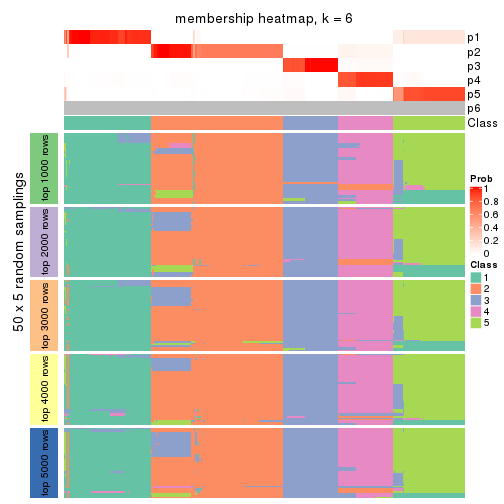 membership heatmap, k = 6
p1
p2
p3
p4
p5
p6
Class
50 x 5 random samplings
top 1000 rows
top 2000 rows
top 3000 rows
top 4000 rows
top 5000 rows
Prob
1
0.8
0.6
0.4
0.2
0
Class
1
2
3
4
5